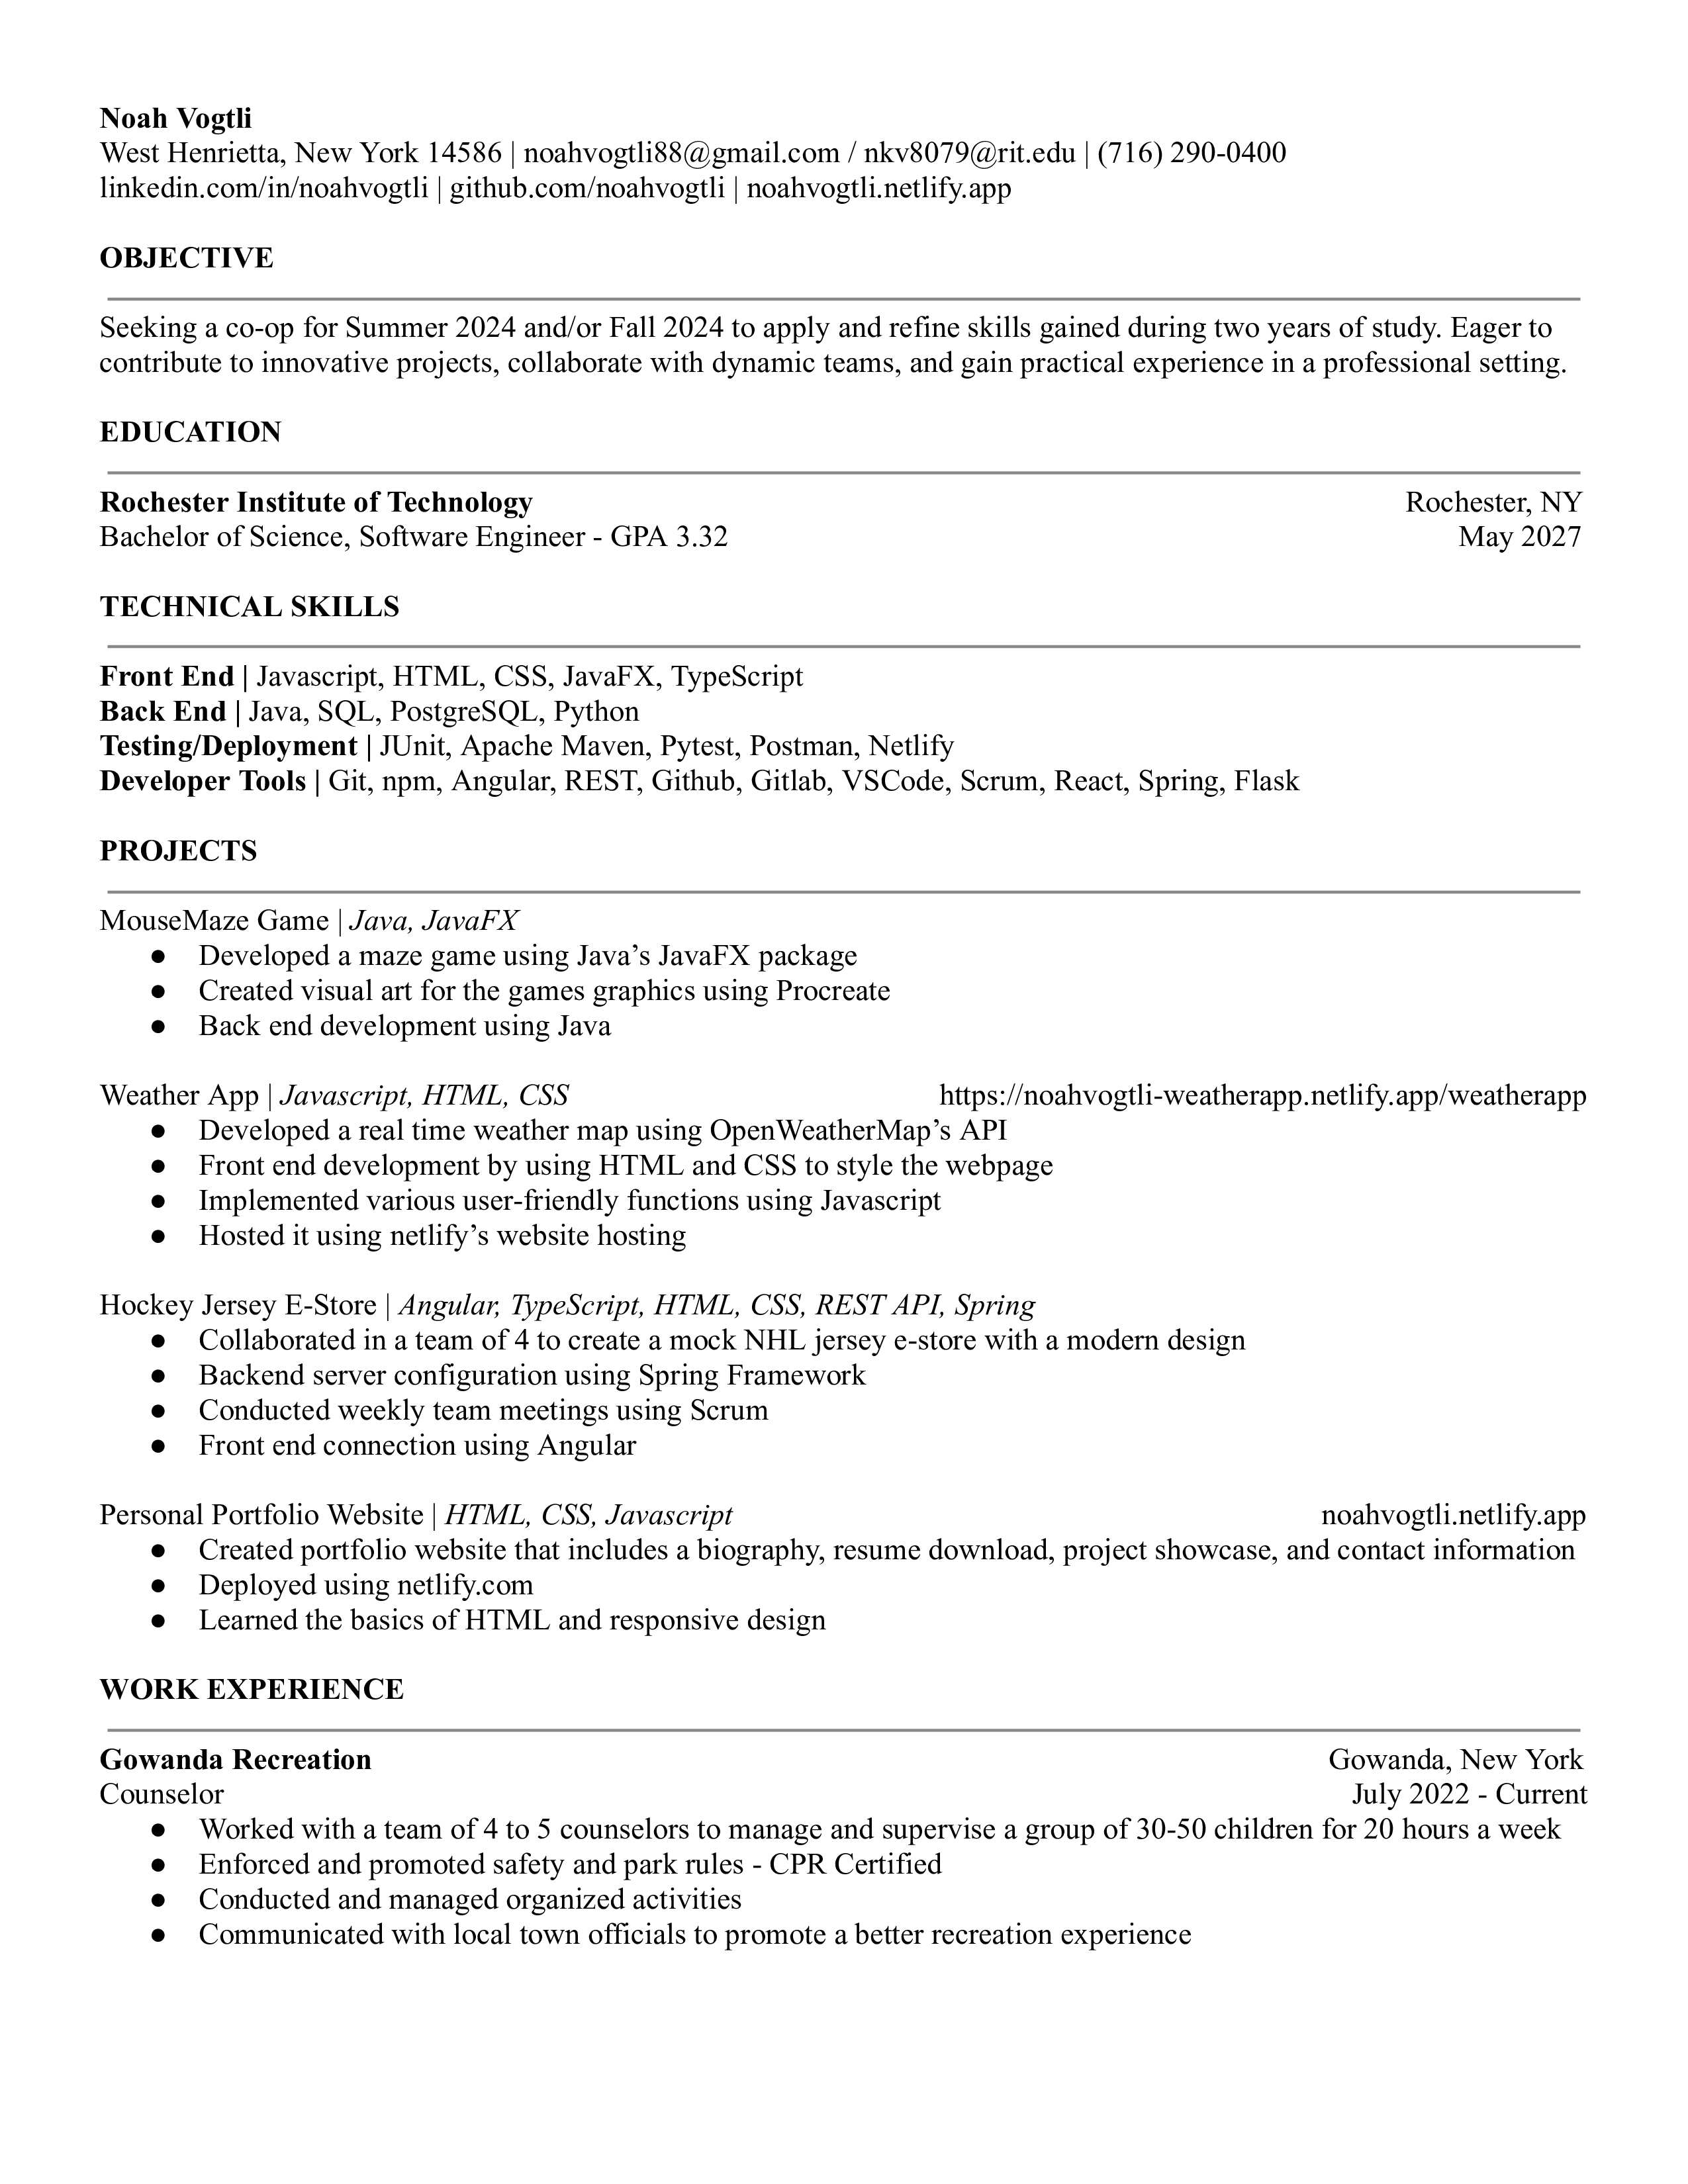 Noah Vogtli
West Henrietta, New York 14586 | noahvogtli88@gmail.com / nkv8079@rit.edu | (716) 290-0400
linkedin.com/in/noahvogtli | github.com/noahvogtli | noahvogtli.netlify.app
OBJECTIVE
Seeking a co-op for Summer 2024 and/or Fall 2024 to apply and refine skills gained during two years of study. Eager to
contribute to innovative projects, collaborate with dynamic teams, and gain practical experience in a professional setting.
EDUCATION
Rochester Institute of Technology Rochester, NY
Bachelor of Science, Software Engineer - GPA 3.32 May 2027
TECHNICAL SKILLS
Front End | Javascript, HTML, CSS, JavaFX, TypeScript
Back End | Java, SQL, PostgreSQL, Python
Testing/Deployment | JUnit, Apache Maven, Pytest, Postman, Netlify
Developer Tools | Git, npm, Angular, REST, Github, Gitlab, VSCode, Scrum, React, Spring, Flask
PROJECTS
MouseMaze Game | Java, JavaFX
● Developed a maze game using Java’s JavaFX package
● Created visual art for the games graphics using Procreate
● Back end development using Java
Weather App | Javascript, HTML, CSS https://noahvogtli-weatherapp.netlify.app/weatherapp
● Developed a real time weather map using OpenWeatherMap’s API
● Front end development by using HTML and CSS to style the webpage
● Implemented various user-friendly functions using Javascript
● Hosted it using netlify’s website hosting
Hockey Jersey E-Store | Angular, TypeScript, HTML, CSS, REST API, Spring
● Collaborated in a team of 4 to create a mock NHL jersey e-store with a modern design
● Backend server configuration using Spring Framework
● Conducted weekly team meetings using Scrum
● Front end connection using Angular
Personal Portfolio Website | HTML, CSS, Javascript noahvogtli.netlify.app
● Created portfolio website that includes a biography, resume download, project showcase, and contact information
● Deployed using netlify.com
● Learned the basics of HTML and responsive design
WORK EXPERIENCE
Gowanda Recreation Gowanda, New York
Counselor July 2022 - Current
● Worked with a team of 4 to 5 counselors to manage and supervise a group of 30-50 children for 20 hours a week
● Enforced and promoted safety and park rules - CPR Certified
● Conducted and managed organized activities
● Communicated with local town officials to promote a better recreation experience